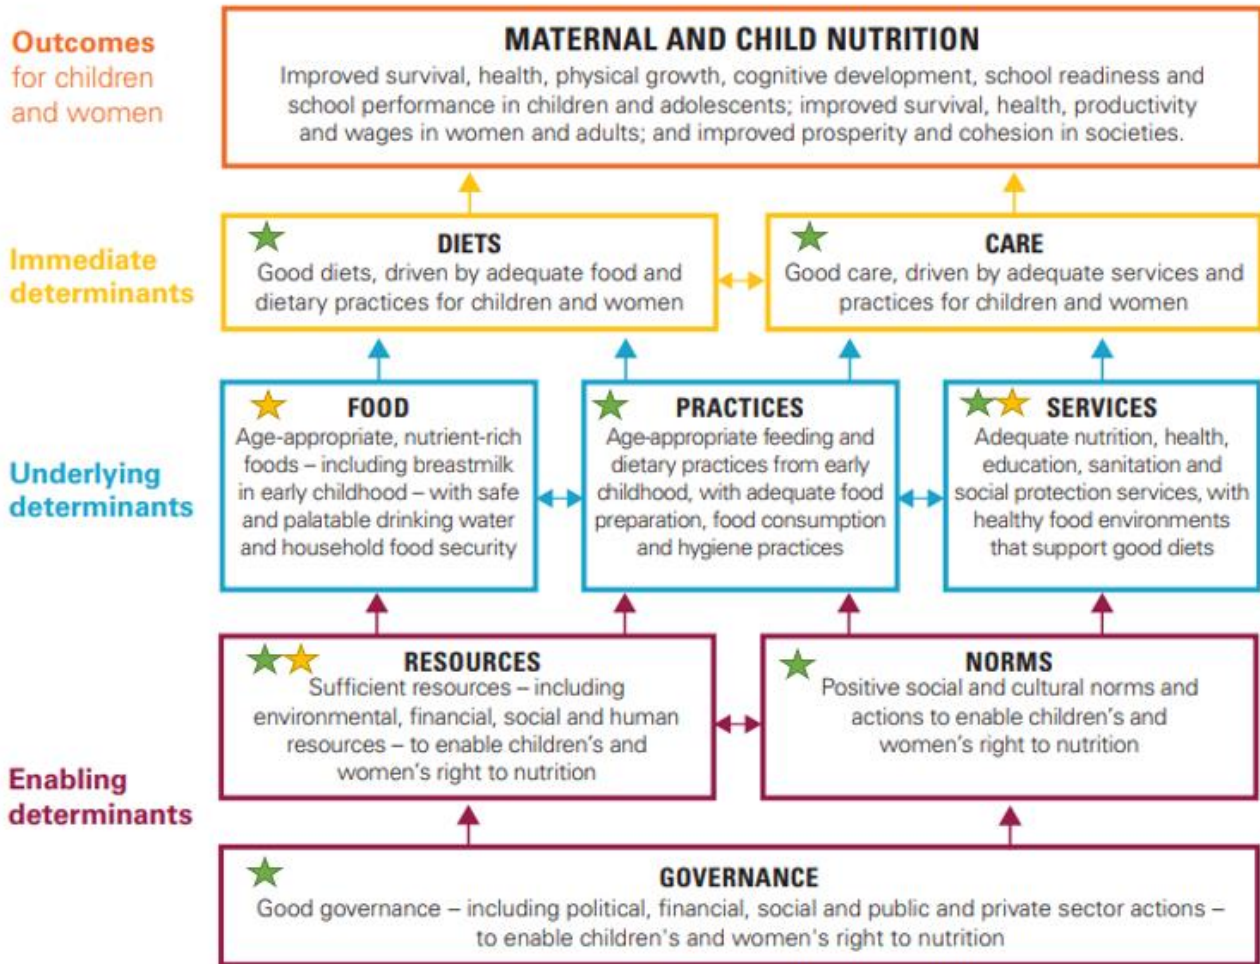 Outcomes
for children
and women
MATERNAL AND CHILD NUTRITION
Improved survival, health, physical growth, cognitive development, school readiness and
school performance in children and adolescents; improved survival, health, productivity
and wages in women and adults; and improved prosperity and cohesion in societies.
Immediate
determinants
DIETS
Good diets, driven by adequate food and
dietary practices for children and women
CARE
Good care, driven by adequate services and
practices for children and women
Underlying
determinants
FOOD
Age-appropriate, nutrient-rich
foods – including breastmilk
in early childhood – with safe
and palatable drinking water
and household food security
PRACTICES
Age-appropriate feeding and
dietary practices from early
childhood, with adequate food
preparation, food consumption
and hygiene practices
SERVICES
Adequate nutrition, health,
education, sanitation and
social protection services, with
healthy food environments
that support good diets
Enabling
determinants
RESOURCES
Sufficient resources – including
environmental, financial, social and human
resources – to enable children's and
women's right to nutrition
NORMS
Positive social and cultural norms and
actions to enable children's and
women's right to nutrition
GOVERNANCE
Good governance – including political, financial, social and public and private sector actions –
to enable children's and women's right to nutrition